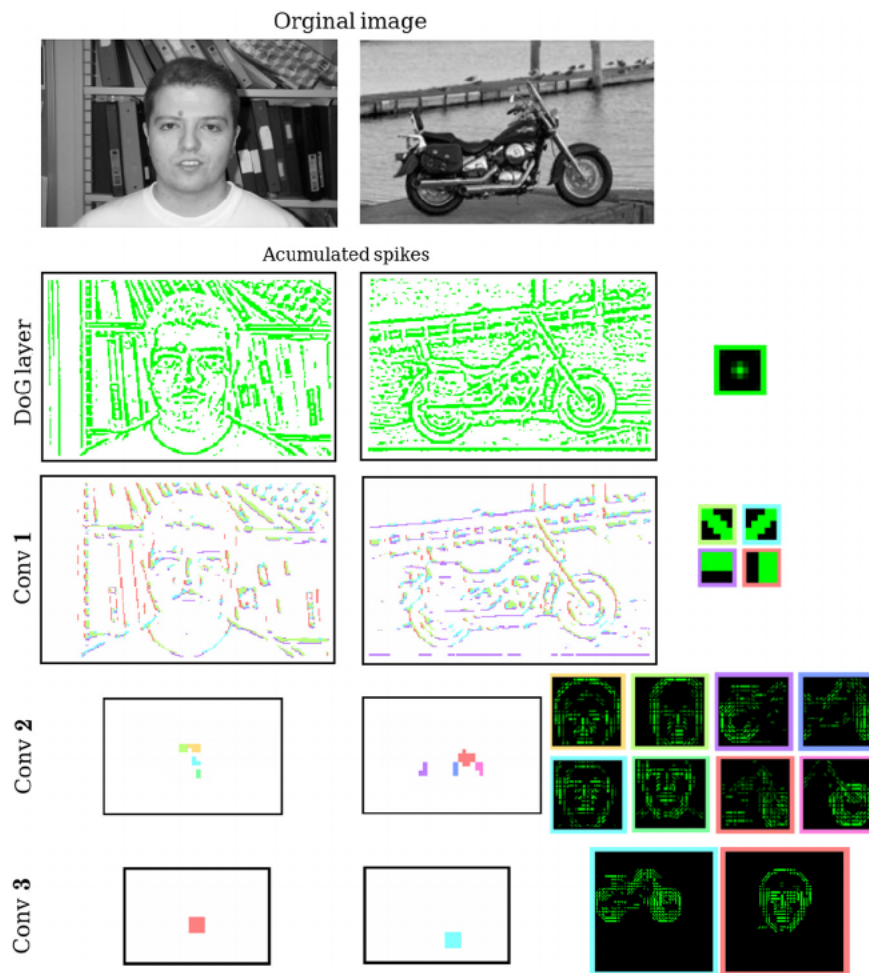 Orginal image
Acumulated spikes
DoG layer
Conv 1
Conv 2
Conv 3